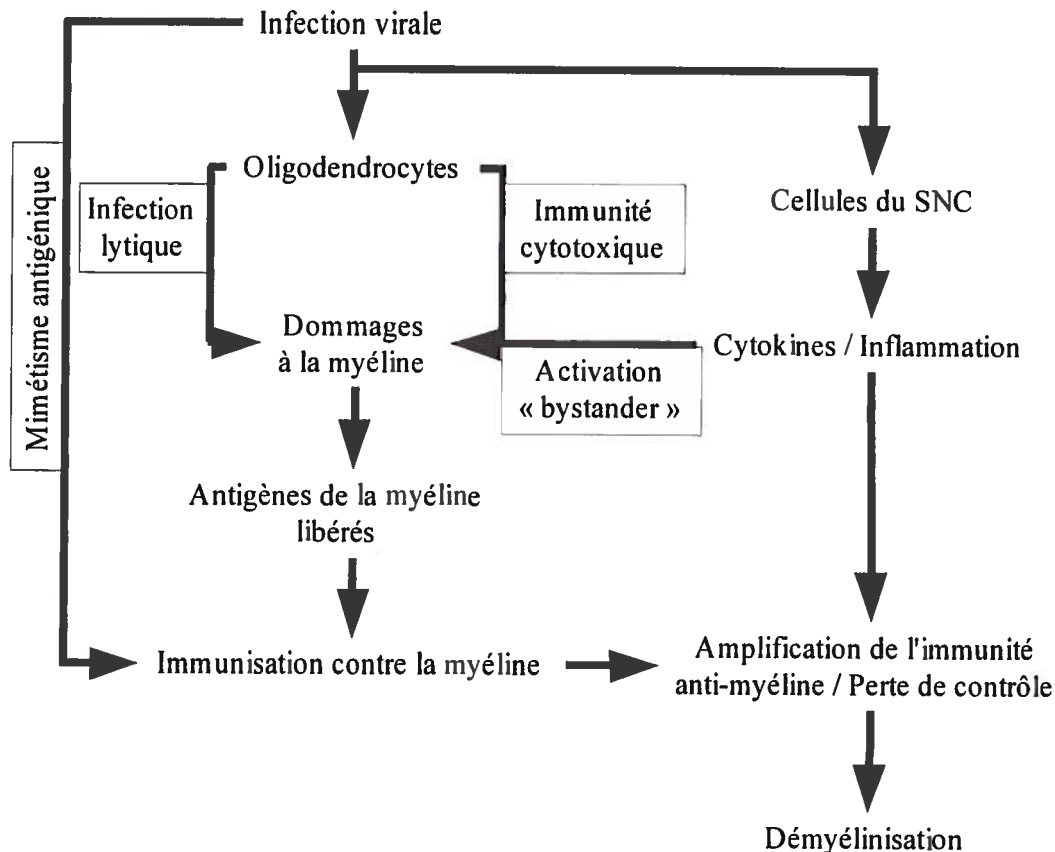 Infection virale
Mimétisme antigénique
Oligodendrocytes
Infection
lytique
Immunité
cytotoxique
Cellules du SNC
Dommages
à la myéline
Cytokines / Inflammation
Activation
« bystander »
Antigènes de la myéline
libérés
Immunisation contre la myéline
Amplification de l'immunité
anti-myéline / Perte de contrôle
Démyélinisation